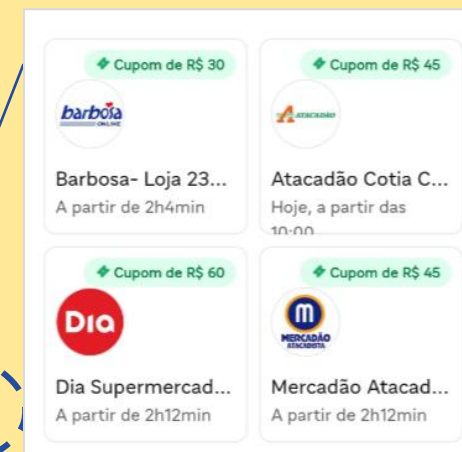 Cupom de R$ 30
barbosa
ONLINE
Barbosa- Loja 23...
A partir de 2h4min
Cupom de R$ 45
ATACADÃO
Atacadão Cotia C...
Hoje, a partir das
10:00
Cupom de R$ 60
Dia
Dia Supermercad...
A partir de 2h12min
Cupom de R$ 45
m
MERCADÃO
ATACADISTA
Mercadão Atacad...
A partir de 2h12min